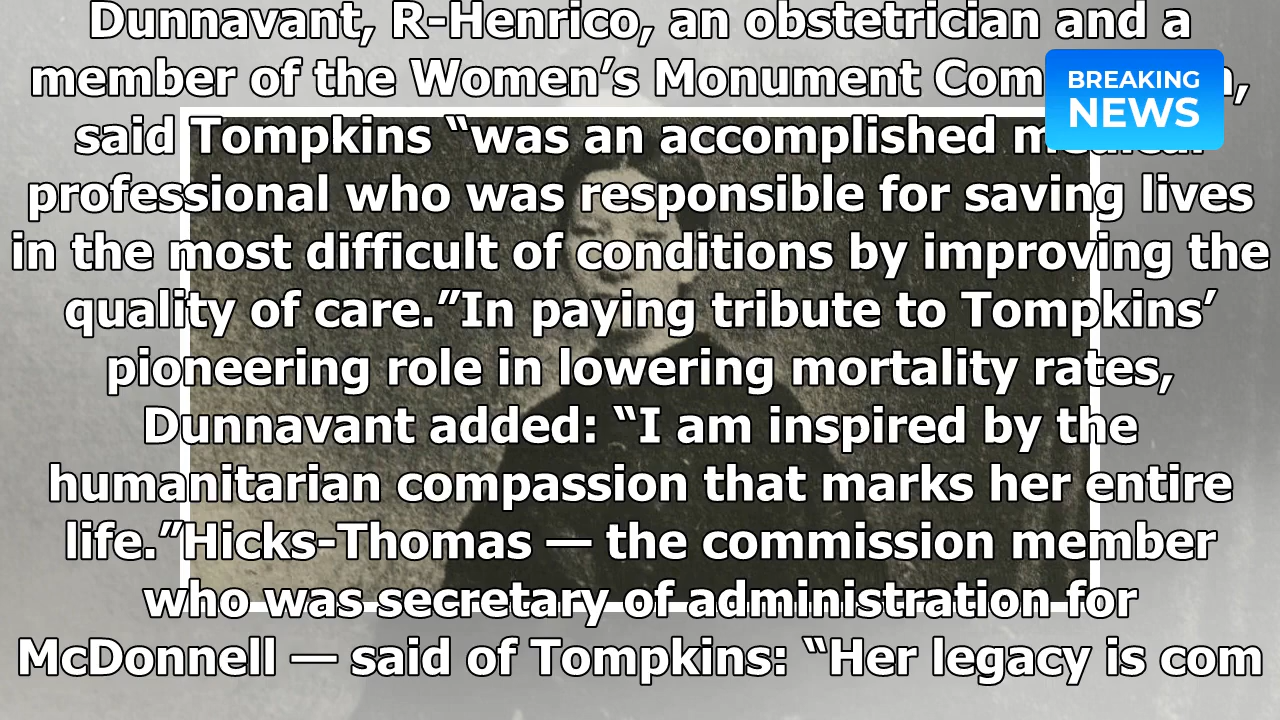 Dunnavant, R-Henrico, an obstetrician and a
member of the Women’s Monument
said Tompkins “was an accomplished
professional who was responsible for saving lives
in the most difficult of conditions by improving the
quality of care.”In paying tribute to Tompkins’
pioneering role in lowering mortality rates,
Dunnavant added: “I am inspired by the
humanitarian compassion that marks her entire
life.”Hicks-Thomas — the commission member
who was secretary of administration for
McDonnell — said of Tompkins: “Her legacy is com
BREAKING
NEWS